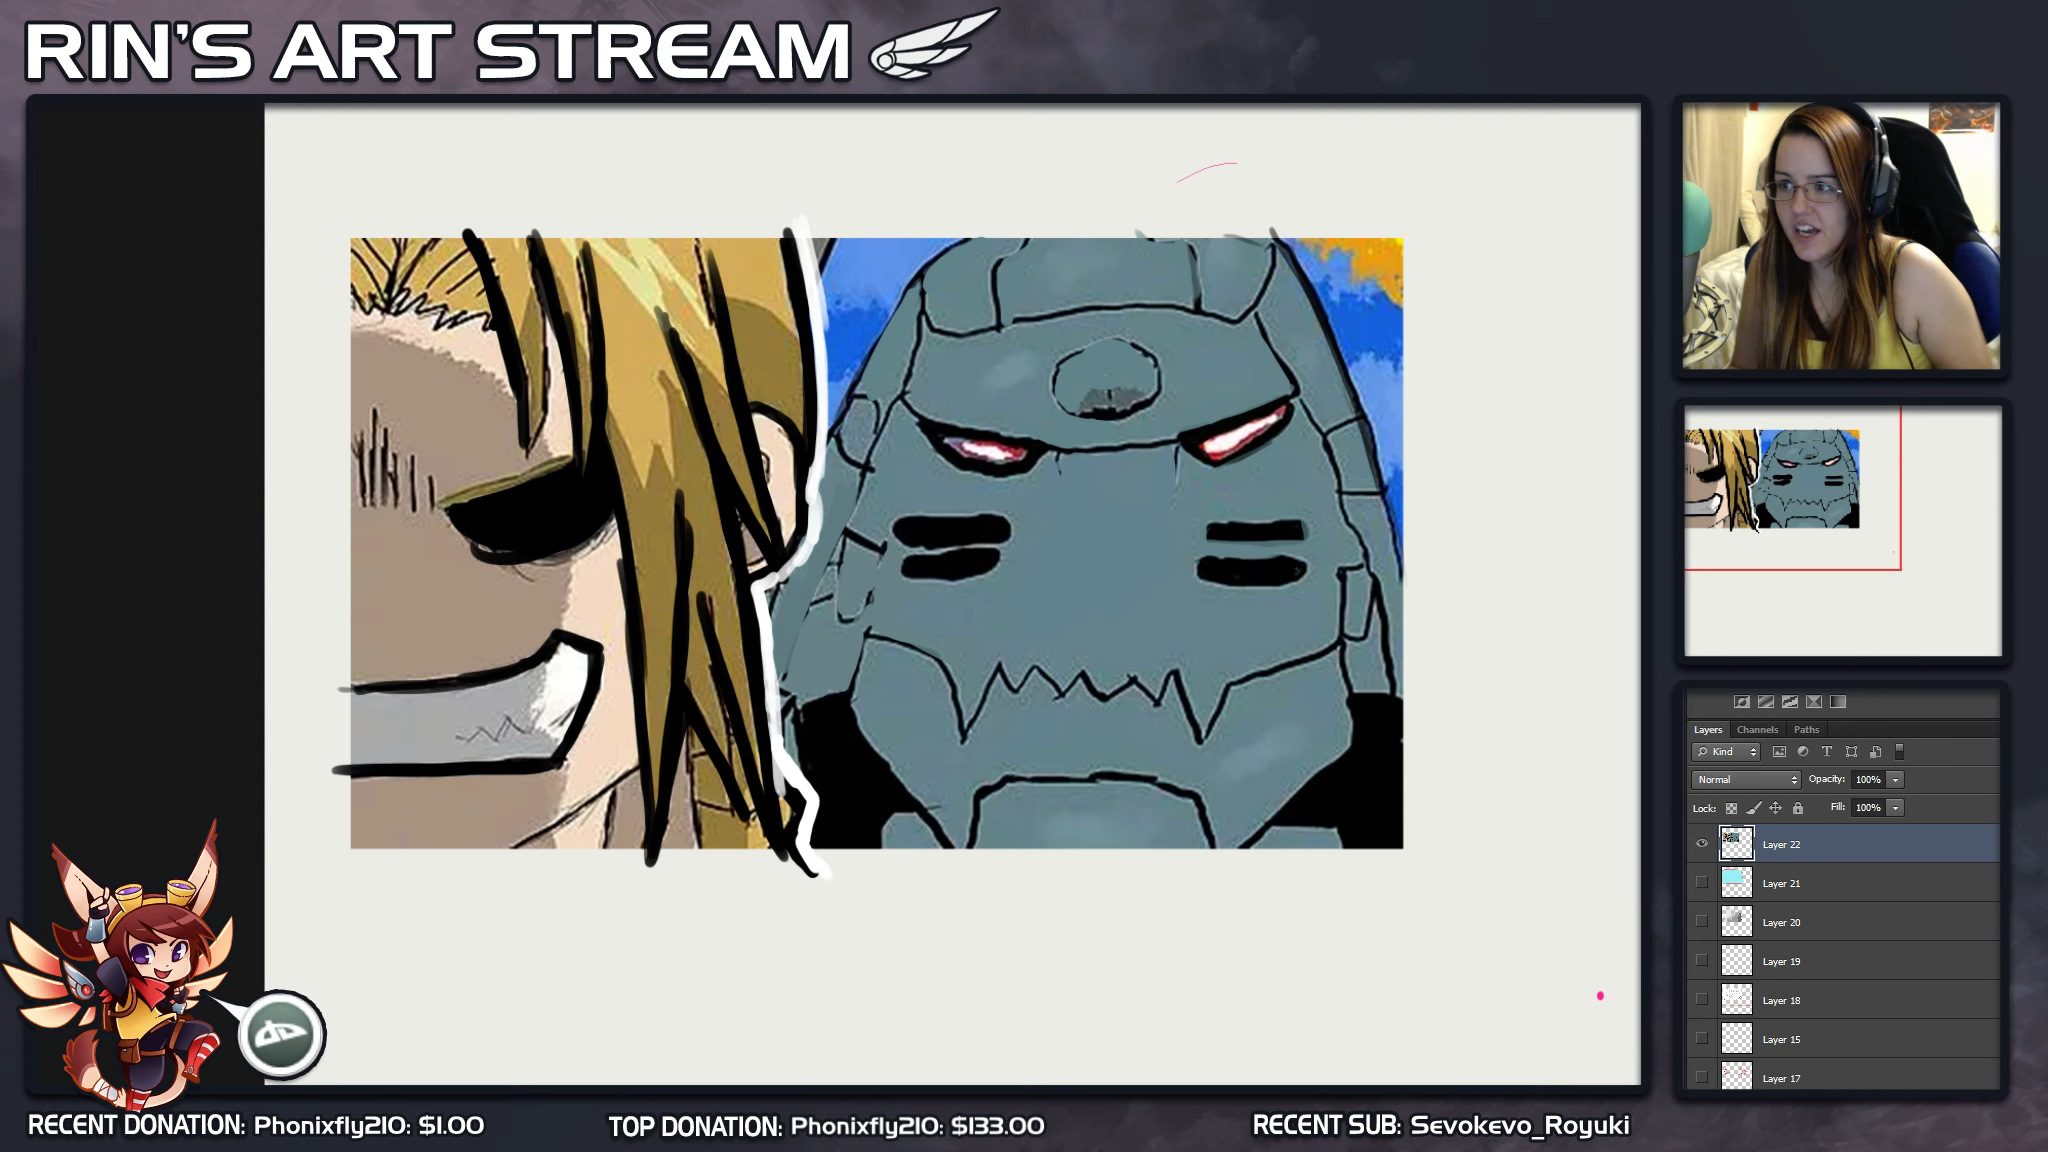 RIN'S ART STREAM
Layers Channels Paths
Kind
Normal Opacity: 100%
Lock: Fill: 100%
Layer 22
Layer 21
Layer 20
Layer 19
Layer 18
Layer 15
Layer 17
RECENT DONATION: Phonixfly210: $1.00 TOP DONATION: Phonixfly210: $133.00 RECENT SUB: Sevokevo_Royuki